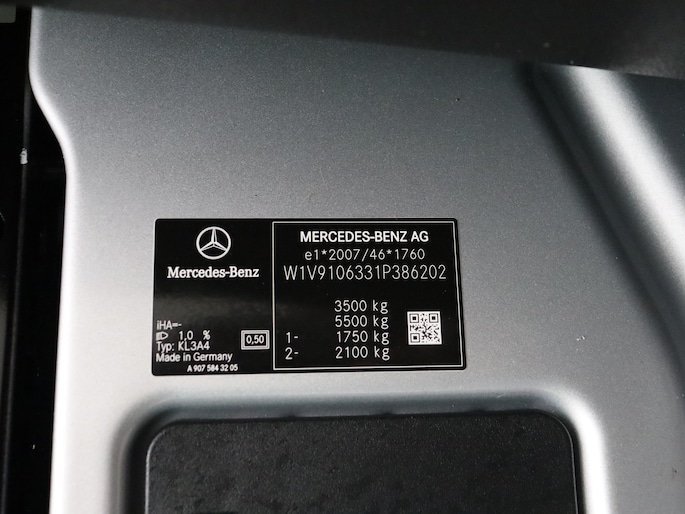 Mercedes-Benz
iHA=-
1.0 %
Typ: KL3A4
Made in Germany
0,50
A 907 584 32 05
MERCEDES-BENZ AG
e1*2007/46*1760
W1V9106331P386202
3500 kg
5500 kg
1- 1750 kg
2- 2100 kg